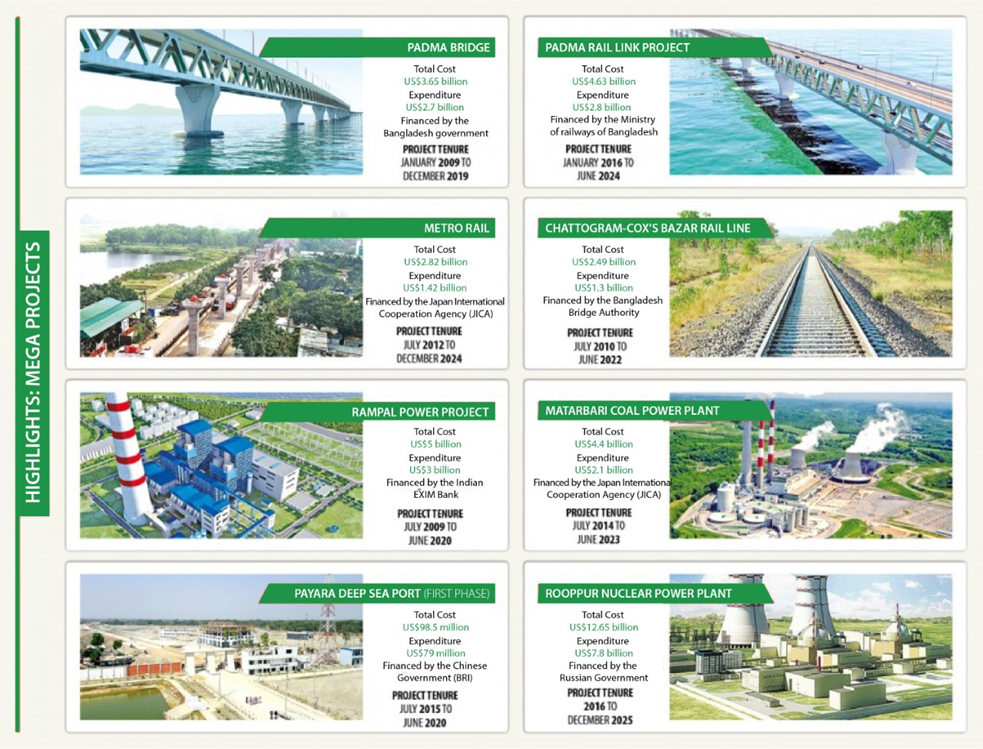 HIGHLIGHTS: MEGA PROJECTS
PADMA BRIDGE
Total Cost
US$3.65 billion
Expenditure
US$2.7 billion
Financed by the
Bangladesh government
PROJECT TENURE
JANUARY 2009 TO
DECEMBER 2019
PADMA RAIL LINK PROJECT
Total Cost
US$4.63 billion
Expenditure
US$2.8 billion
Financed by the Ministry
of railways of Bangladesh
PROJECT TENURE
JANUARY 2016 TO
JUNE 2024
METRO RAIL
Total Cost
US$2.82 billion
Expenditure
US$1.42 billion
Financed by the Japan International
Cooperation Agency (JICA)
PROJECT TENURE
JULY 2012 TO
DECEMBER 2024
CHATTOGRAM-COX'S BAZAR RAIL LINE
Total Cost
US$2.49 billion
Expenditure
US$1.3 billion
Financed by the Bangladesh
Bridge Authority
PROJECT TENURE
JULY 2010 TO
JUNE 2022
RAMPAL POWER PROJECT
Total Cost
US$5 billion
Expenditure
US$3 billion
Financed by the Indian
EXIM Bank
PROJECT TENURE
JULY 2009 TO
JUNE 2020
MATARBARI COAL POWER PLANT
Total Cost
US$4.4 billion
Expenditure
US$2.1 billion
Financed by the Japan Internationa
Cooperation Agency (JICA)
PROJECT TENURE
JULY 2014 TO
JUNE 2023
PAYARA DEEP SEA PORT (FIRST PHASE)
Total Cost
US$98.5 million
Expenditure
US$79 million
Financed by the Chinese
Government (BRI)
PROJECT TENURE
JULY 2015 TO
JUNE 2020
ROOPPUR NUCLEAR POWER PLANT
Total Cost
US$12.65 billion
Expenditure
US$7.8 billion
Financed by the
Russian Government
PROJECT TENURE
2016 TO
DECEMBER 2025